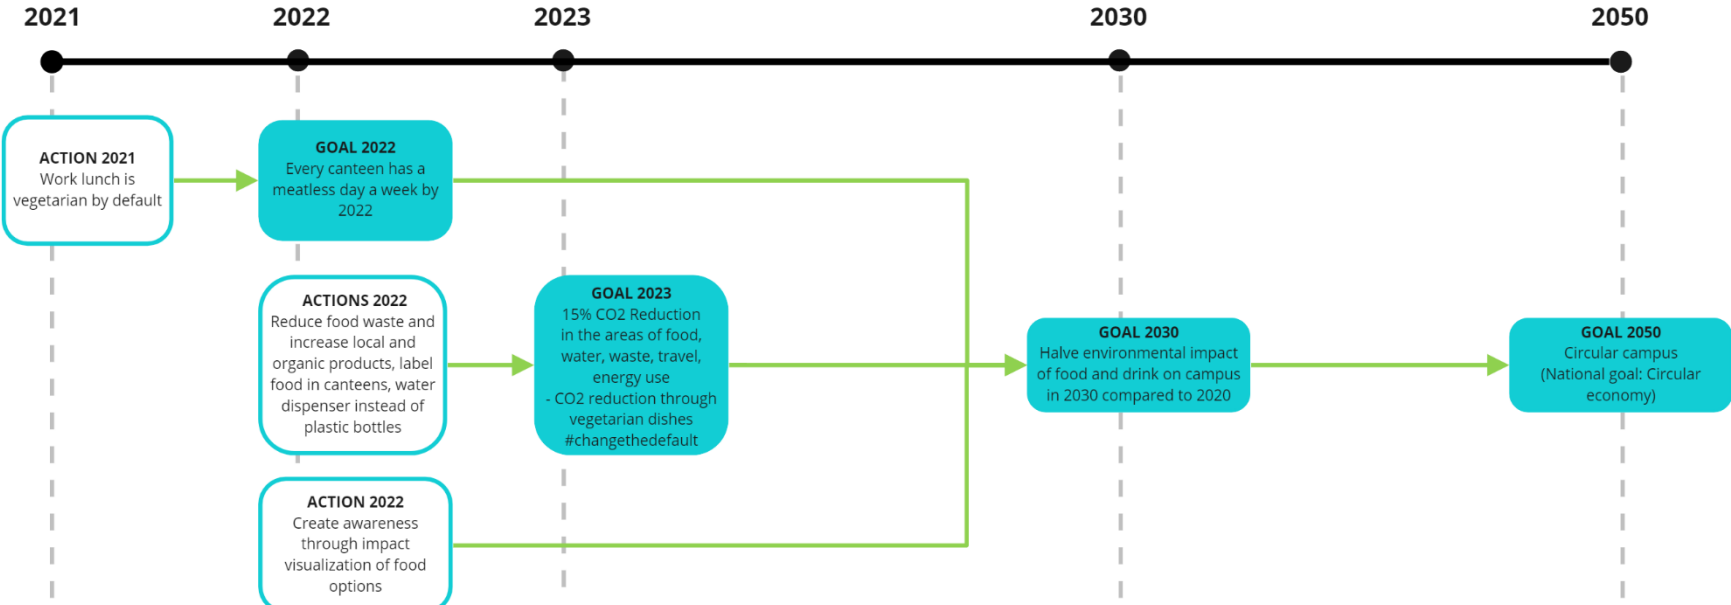 2021
2022
2023
2030
2050
ACTION 2021
Work lunch is
vegetarian by default
GOAL 2022
Every canteen has a
meatless day a week by
2022
ACTIONS 2022
Reduce food waste and
increase local and
organic products, label
food in canteens, water
dispenser instead of
plastic bottles
ACTION 2022
Create awareness
through impact
visualization of food
options
GOAL 2023
15% CO2 Reduction
in the areas of food,
water, waste, travel,
energy use
- CO2 reduction through
vegetarian dishes
#changethedefault
GOAL 2030
Halve environmental impact
of food and drink on campus
in 2030 compared to 2020
GOAL 2050
Circular campus
(National goal: Circular
economy)